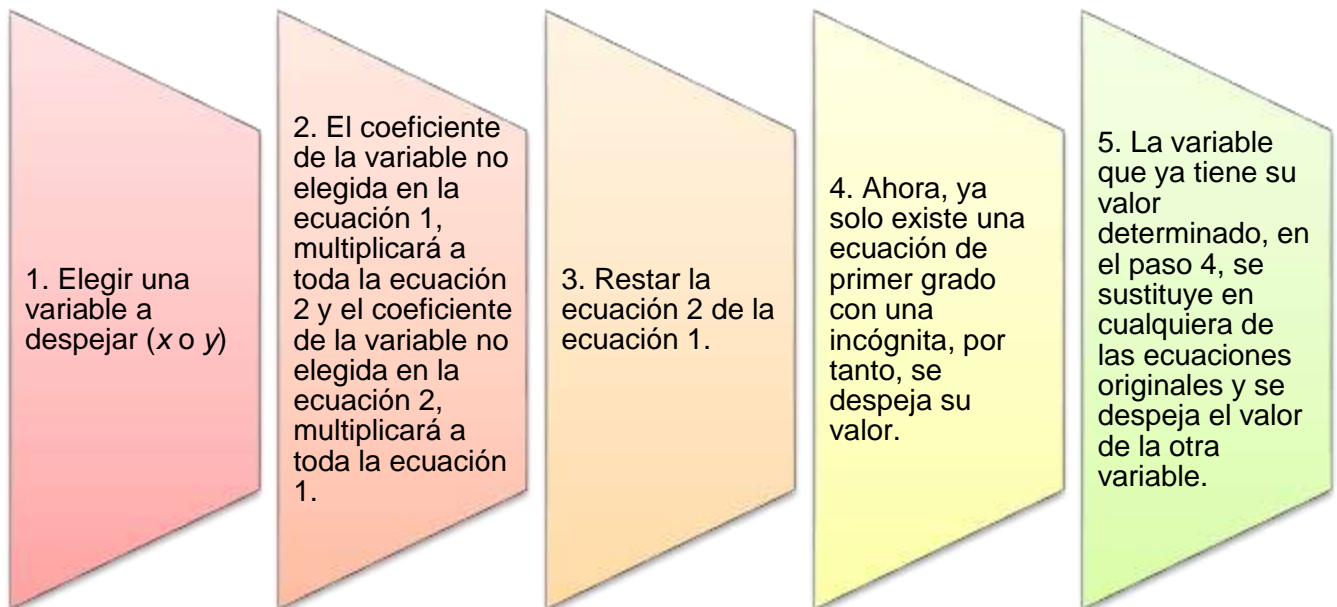 1. Elegir una
variable a
despejar (x o y)
2. El coeficiente
de la variable no
elegida en la
ecuación 1,
multiplicará a
toda la ecuación
2 y el coeficiente
de la variable no
elegida en la
ecuación 2,
multiplicará a
toda la ecuación
1.
3. Restar la
ecuación 2 de la
ecuación 1.
4. Ahora, ya
solo existe una
ecuación de
primer grado
con una
incógnita, por
tanto, se
despeja su
valor.
5. La variable
que ya tiene su
valor
determinado, en
el paso 4, se
sustituye en
cualquiera de
las ecuaciones
originales y se
despeja el valor
de la otra
variable.